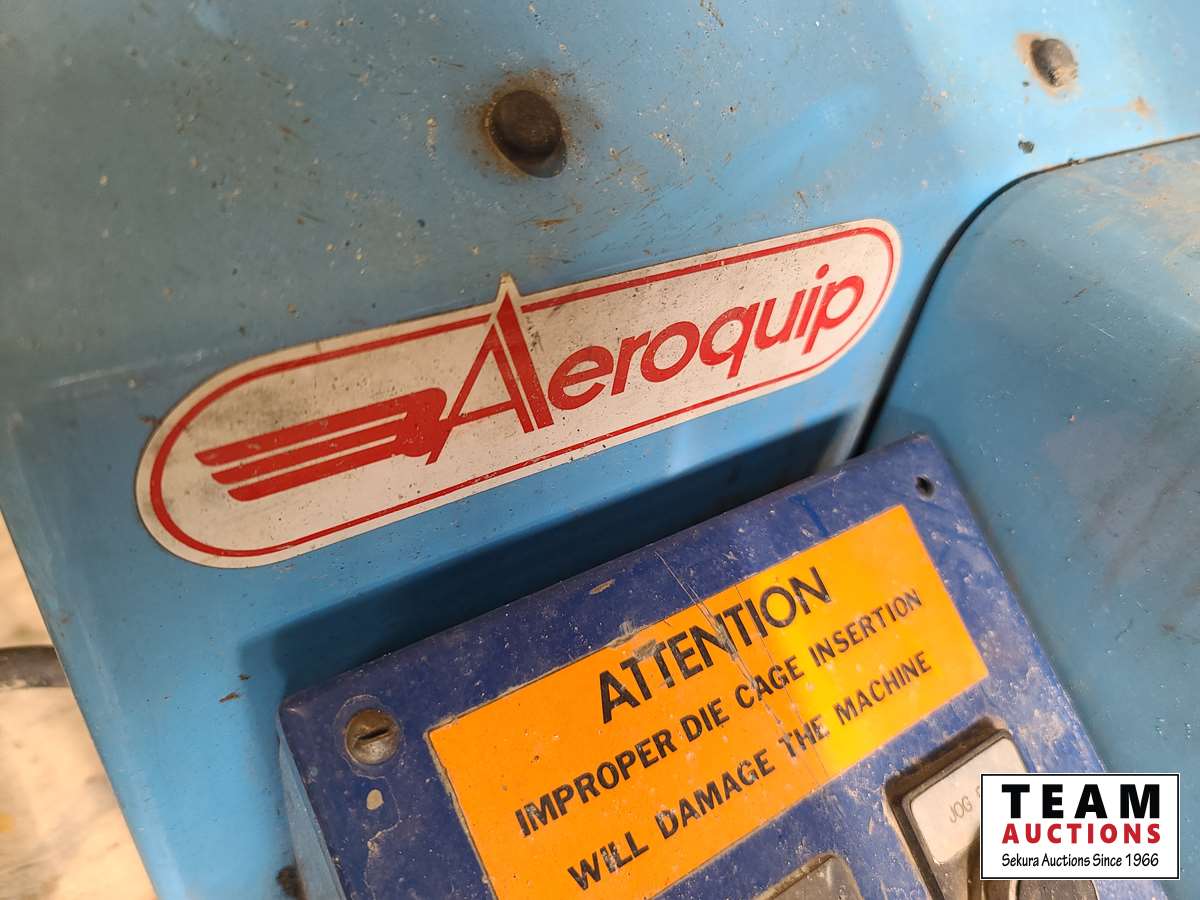 Aeroquip
ATTENTION
IMPROPER DIE CAGE INSERTION
WILL DAMAGE THE MACHINE
JOG
TEAM
AUCTIONS
Sekura Auctions Since 1966